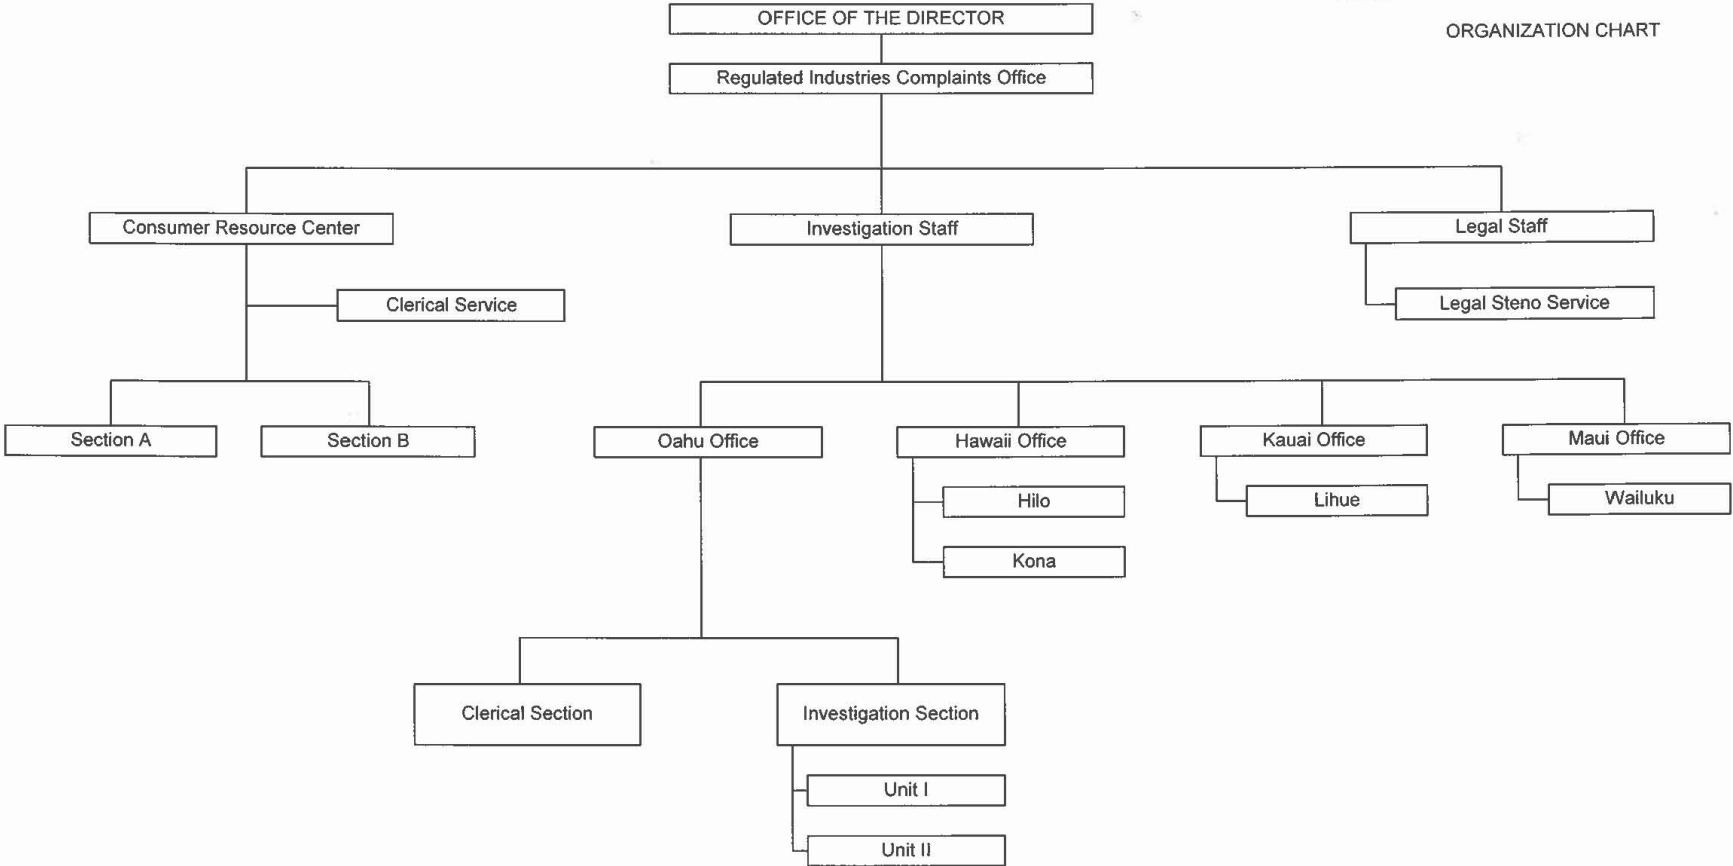 OFFICE OF THE DIRECTOR
ORGANIZATION CHART
Regulated Industries Complaints Office
Consumer Resource Center
Investigation Staff
Legal Staff
Clerical Service
Legal Steno Service
Section A
Section B
Oahu Office
Hawaii Office
Kauai Office
Maui Office
Hilo
Lihue
Wailuku
Kona
Clerical Section
Investigation Section
Unit I
Unit II